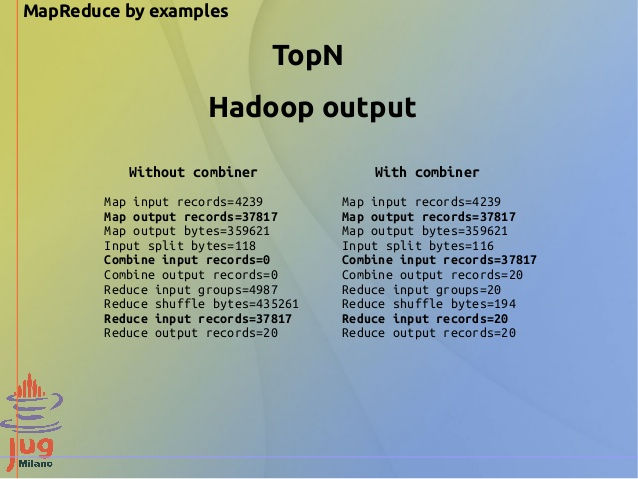 MapReduce by examples
TopN
Hadoop output
Without combiner
Map input records=4239
Map output records=37817
Map output bytes=359621
Input split bytes=118
Combine input records=0
Combine output records=0
Reduce input groups=4987
Reduce shuffle bytes=435261
Reduce input records=37817
Reduce output records=20
With combiner
Map input records=4239
Map output records=37817
Map output bytes=359621
Input split bytes=116
Combine input records=37817
Combine output records=20
Reduce input groups=20
Reduce shuffle bytes=194
Reduce input records=20
Reduce output records=20
jug
Milano